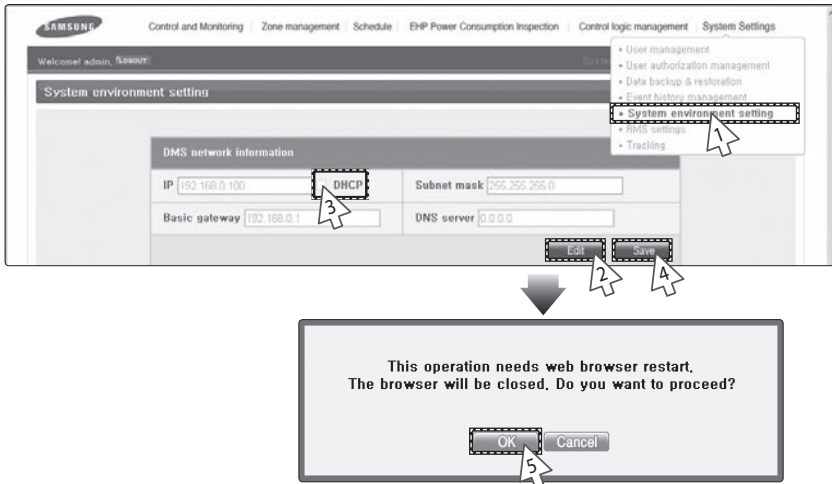 SAMSUNG Control and Monitoring Zone management Schedule EHP Power Consumption Inspection Control logic management System Settings
Welcome! admin, Logout
• User management
• User authorization management
• Data backup & restoration
• Event history management
• System environment setting
• RMS settings
• Tracking
1
System environment setting
DMS network information
IP 192.168.0.100 DHCP Subnet mask 255.255.255.0
3
Basic gateway 192.168.0.1 DNS server 0.0.0.0
Edit Save
2 4
This operation needs web browser restart.
The browser will be closed. Do you want to proceed?
OK Cancel
5